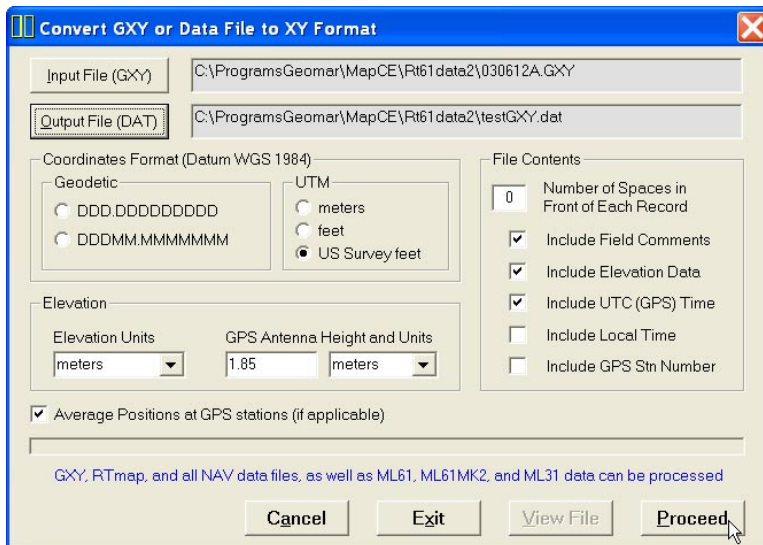 Convert GXY or Data File to XY Format
Input File (GXY)
C:\ProgramsGeomar\MapCE\Rt61data2\030612A.GXY
Output File (DAT)
C:\ProgramsGeomar\MapCE\Rt61data2\testGXY.dat
Coordinates Format (Datum WGS 1984)
Geodetic
DDD.DDDDDDDDD
DDDMM.MMMMMMM
UTM
meters
feet
US Survey feet
File Contents
0
Number of Spaces in
Front of Each Record
Include Field Comments
Include Elevation Data
Include UTC (GPS) Time
Include Local Time
Include GPS Stn Number
Elevation
Elevation Units
meters
GPS Antenna Height and Units
1.85
meters
Average Positions at GPS stations (if applicable)
GXY, RTmap, and all NAV data files, as well as ML61, ML61MK2, and ML31 data can be processed
Cancel
Exit
View File
Proceed